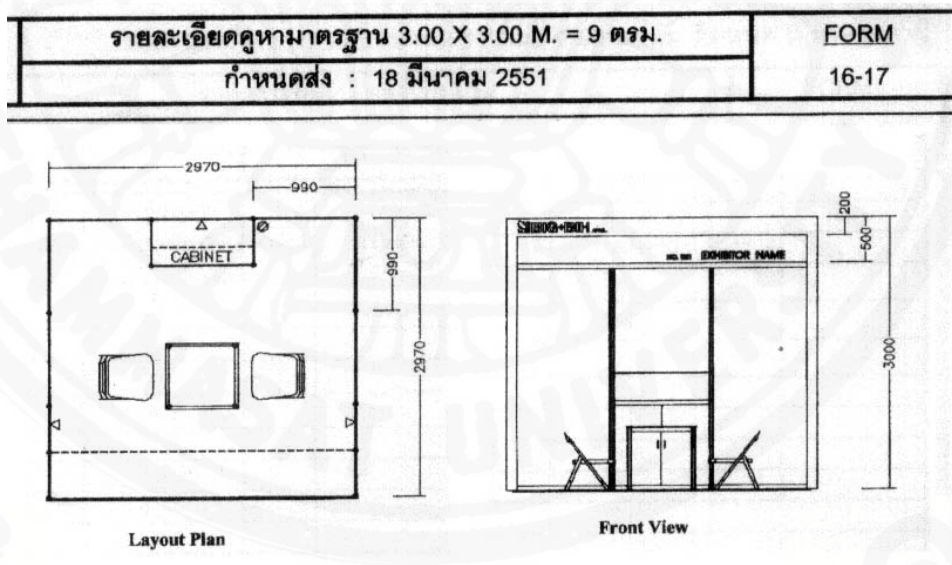 รายละเอียดคูหามาตรฐาน 3.00 X 3.00 M. = 9 ตรม.
FORM
กำหนดส่ง : 18 มีนาคม 2551
16-17
2970
990
CABINET
990
2970
200
500
EXHIBITOR NAME
3000
Layout Plan
Front View
THAMMASAT UNIVERSITY